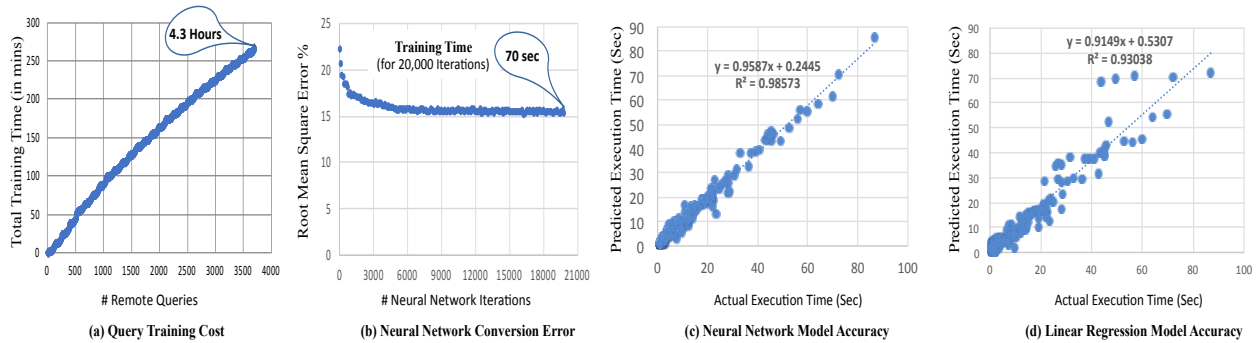 Total Training Time (in mins)
300
250
200
150
100
50
0
4.3 Hours
0 500 1000 1500 2000 2500 3000 3500 4000
# Remote Queries
(a) Query Training Cost
Root Mean Square Error %
25
20
15
10
5
0
Training Time
(for 20,000 Iterations)
70 sec
0 3000 6000 9000 12000 15000 18000 21000
# Neural Network Iterations
(b) Neural Network Conversion Error
Predicted Execution Time (Sec)
90
80
70
60
50
40
30
20
10
0
y = 0.9587x + 0.2445
R² = 0.98573
0 20 40 60 80 100
Actual Execution Time (Sec)
(c) Neural Network Model Accuracy
Predicted Execution Time (Sec)
90
80
70
60
50
40
30
20
10
0
y = 0.9149x + 0.5307
R² = 0.93038
0 20 40 60 80 100
Actual Execution Time (Sec)
(d) Linear Regression Model Accuracy